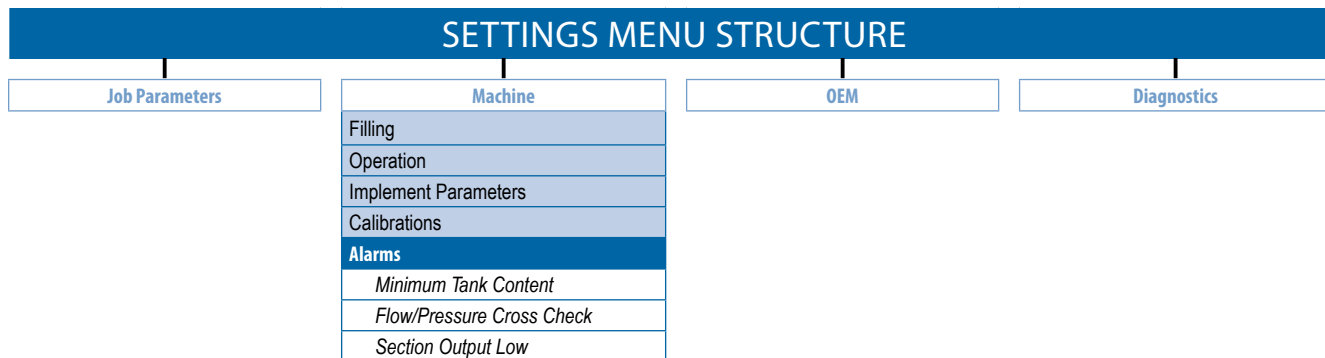 SETTINGS MENU STRUCTURE
Job Parameters Machine OEM Diagnostics
Filling
Operation
Implement Parameters
Calibrations
Alarms
Minimum Tank Content
Flow/Pressure Cross Check
Section Output Low